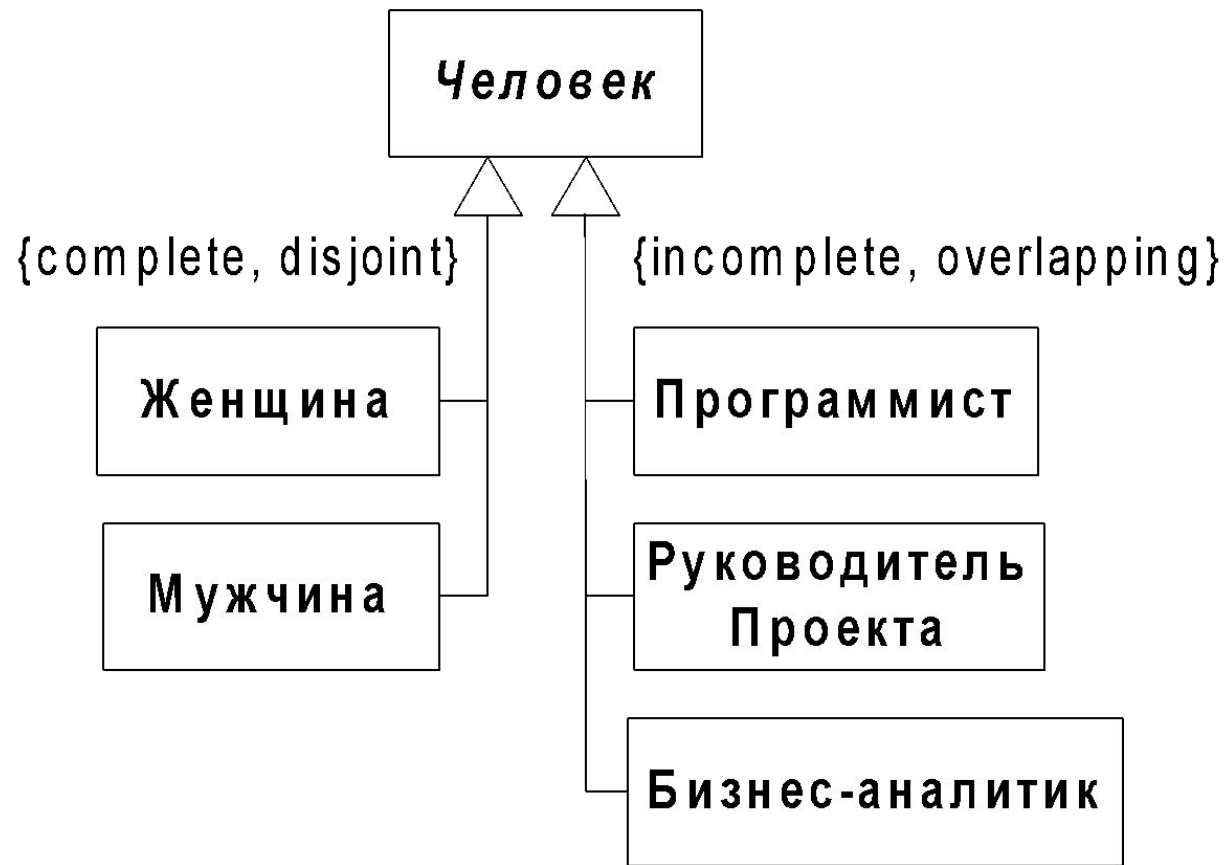 Человек
{complete, disjoint}
{incomplete, overlapping}
Женщина
Программист
Мужчина
Руководитель
Проекта
Бизнес-аналитик